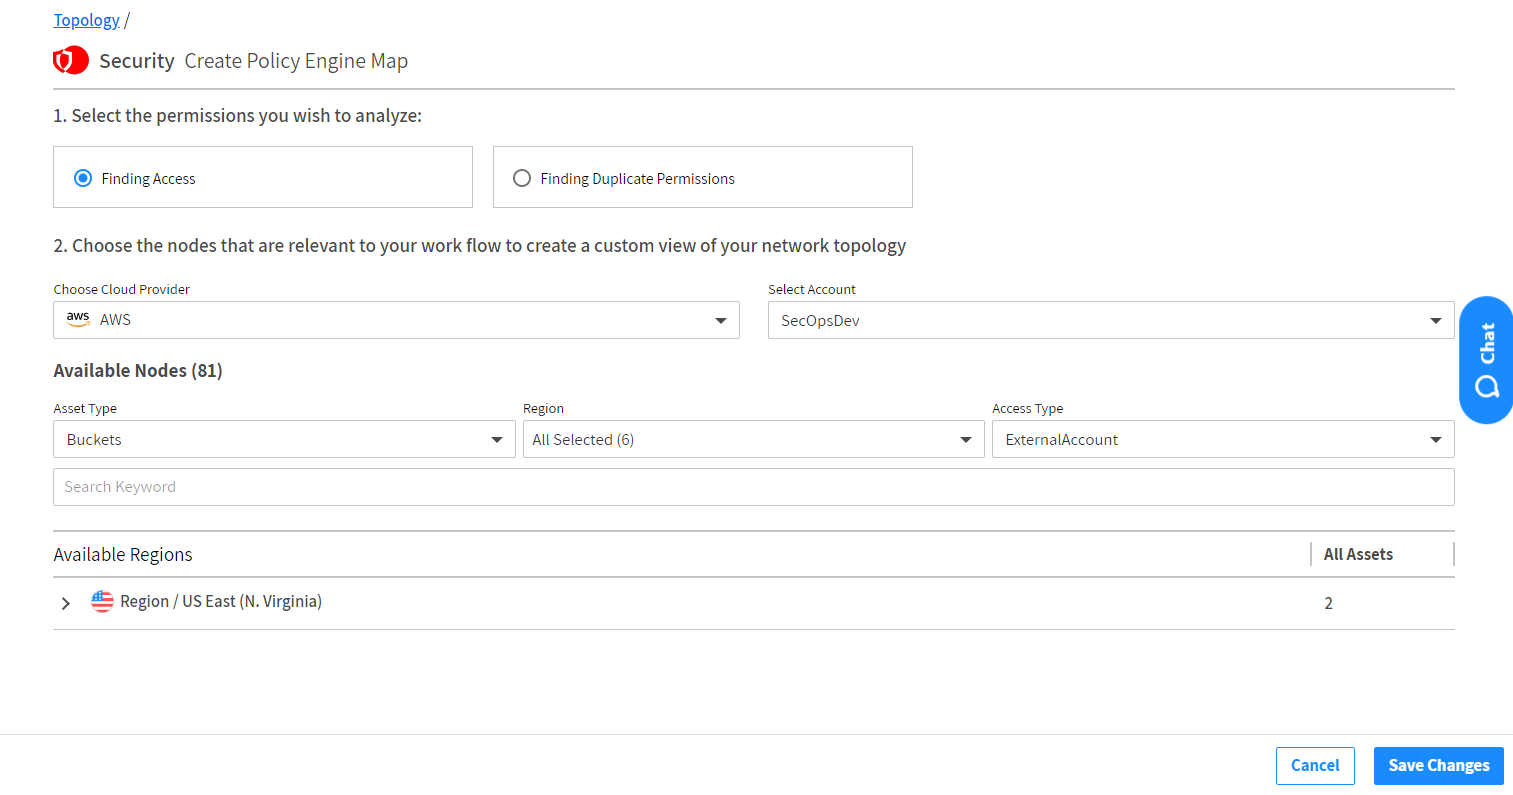 Topology /
Security Create Policy Engine Map
1. Select the permissions you wish to analyze:
Finding Access
Finding Duplicate Permissions
2. Choose the nodes that are relevant to your work flow to create a custom view of your network topology
Choose Cloud Provider
Select Account
aws AWS
SecOpsDev
Chat
Available Nodes (81)
Asset Type
Region
Access Type
Buckets
All Selected (6)
ExternalAccount
Search Keyword
Available Regions
All Assets
Region / US East (N. Virginia)
2
Cancel
Save Changes